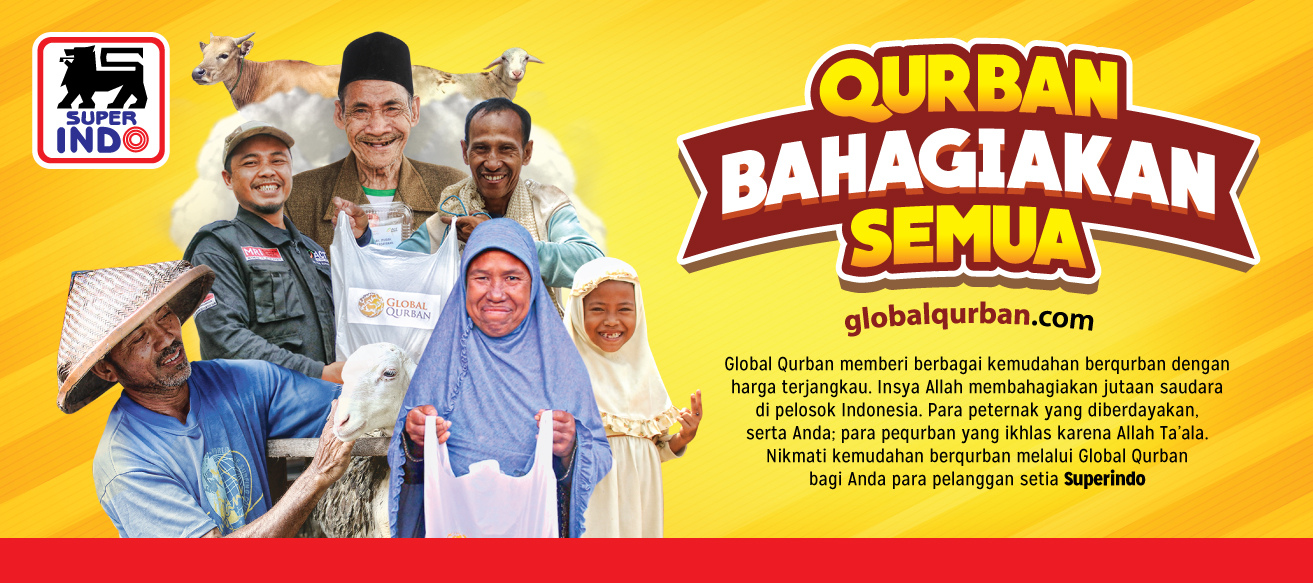 SUPER
INDO
QURBAN
BAHAGIAKAN
SEMUA
globalqurban.com
MRI
GLOBAL
QURBAN
Global Qurban memberi berbagai kemudahan berqurban dengan
harga terjangkau. Insya Allah membahagiakan jutaan saudara
di pelosok Indonesia. Para peternak yang diberdayakan,
serta Anda; para pequrban yang ikhlas karena Allah Ta'ala.
Nikmati kemudahan berqurban melalui Global Qurban
bagi Anda para pelanggan setia Superindo